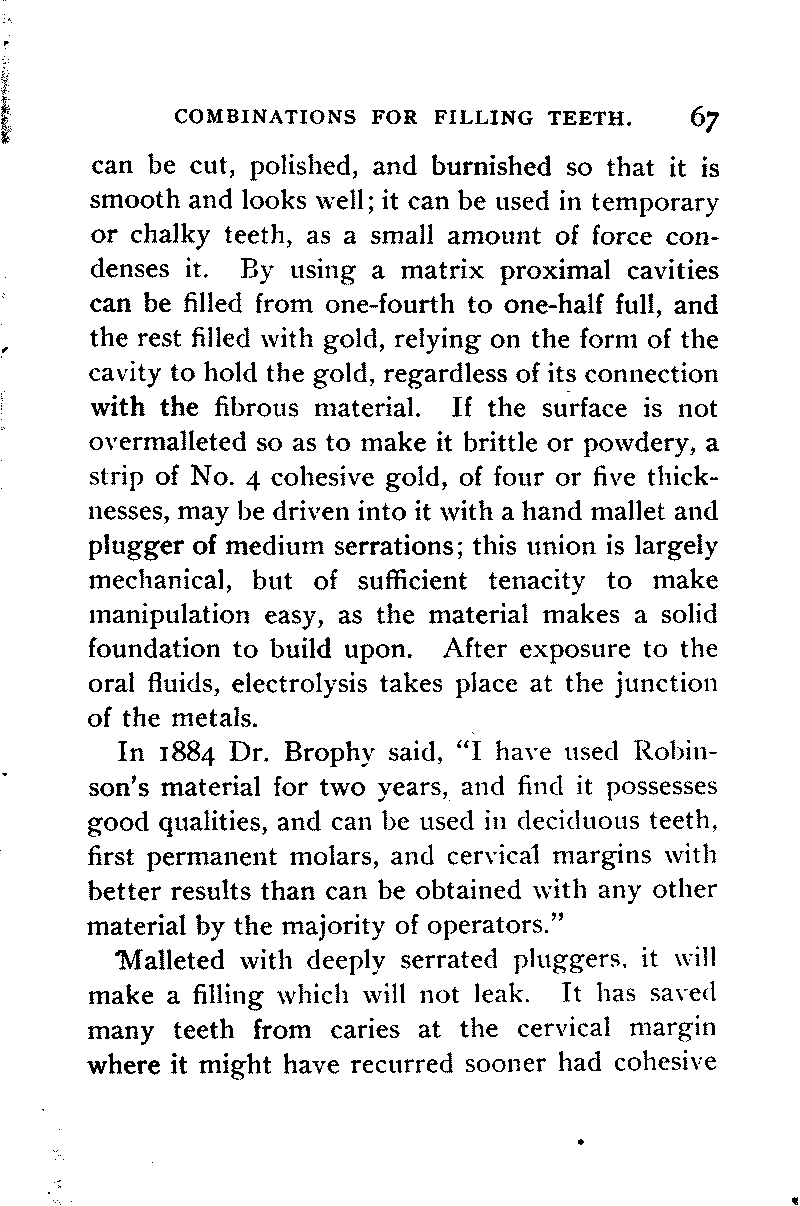 COMBINATIONS FOR FILLING TEETH. 67
can be cut, polished, and burnished so that it is
smooth and looks well; it can be used in temporary
or chalky teeth, as a small amount of force con-
denses it. By using a matrix proximal cavities
can be filled from one-fourth to one-half full, and
the rest filled with gold, relying on the form of the
cavity to hold the gold, regardless of its connection
with the fibrous material. If the surface is not
overmalleted so as to make it brittle or powdery, a
strip of No. 4 cohesive gold, of four or five thick-
nesses, may be driven into it with a hand mallet and
plugger of medium serrations; this union is largely
mechanical, but of sufficient tenacity to make
manipulation easy, as the material makes a solid
foundation to build upon. After exposure to the
oral fluids, electrolysis takes place at the junction
of the metals.
In 1884 Dr. Brophy said, “I have used Robin-
son's material for two years, and find it possesses
good qualities, and can be used in deciduous teeth,
first permanent molars, and cervical margins with
better results than can be obtained with any other
material by the majority of operators.”
Malleted with deeply serrated pluggers, it will
make a filling which will not leak. It has saved
many teeth from caries at the cervical margin
where it might have recurred sooner had cohesive